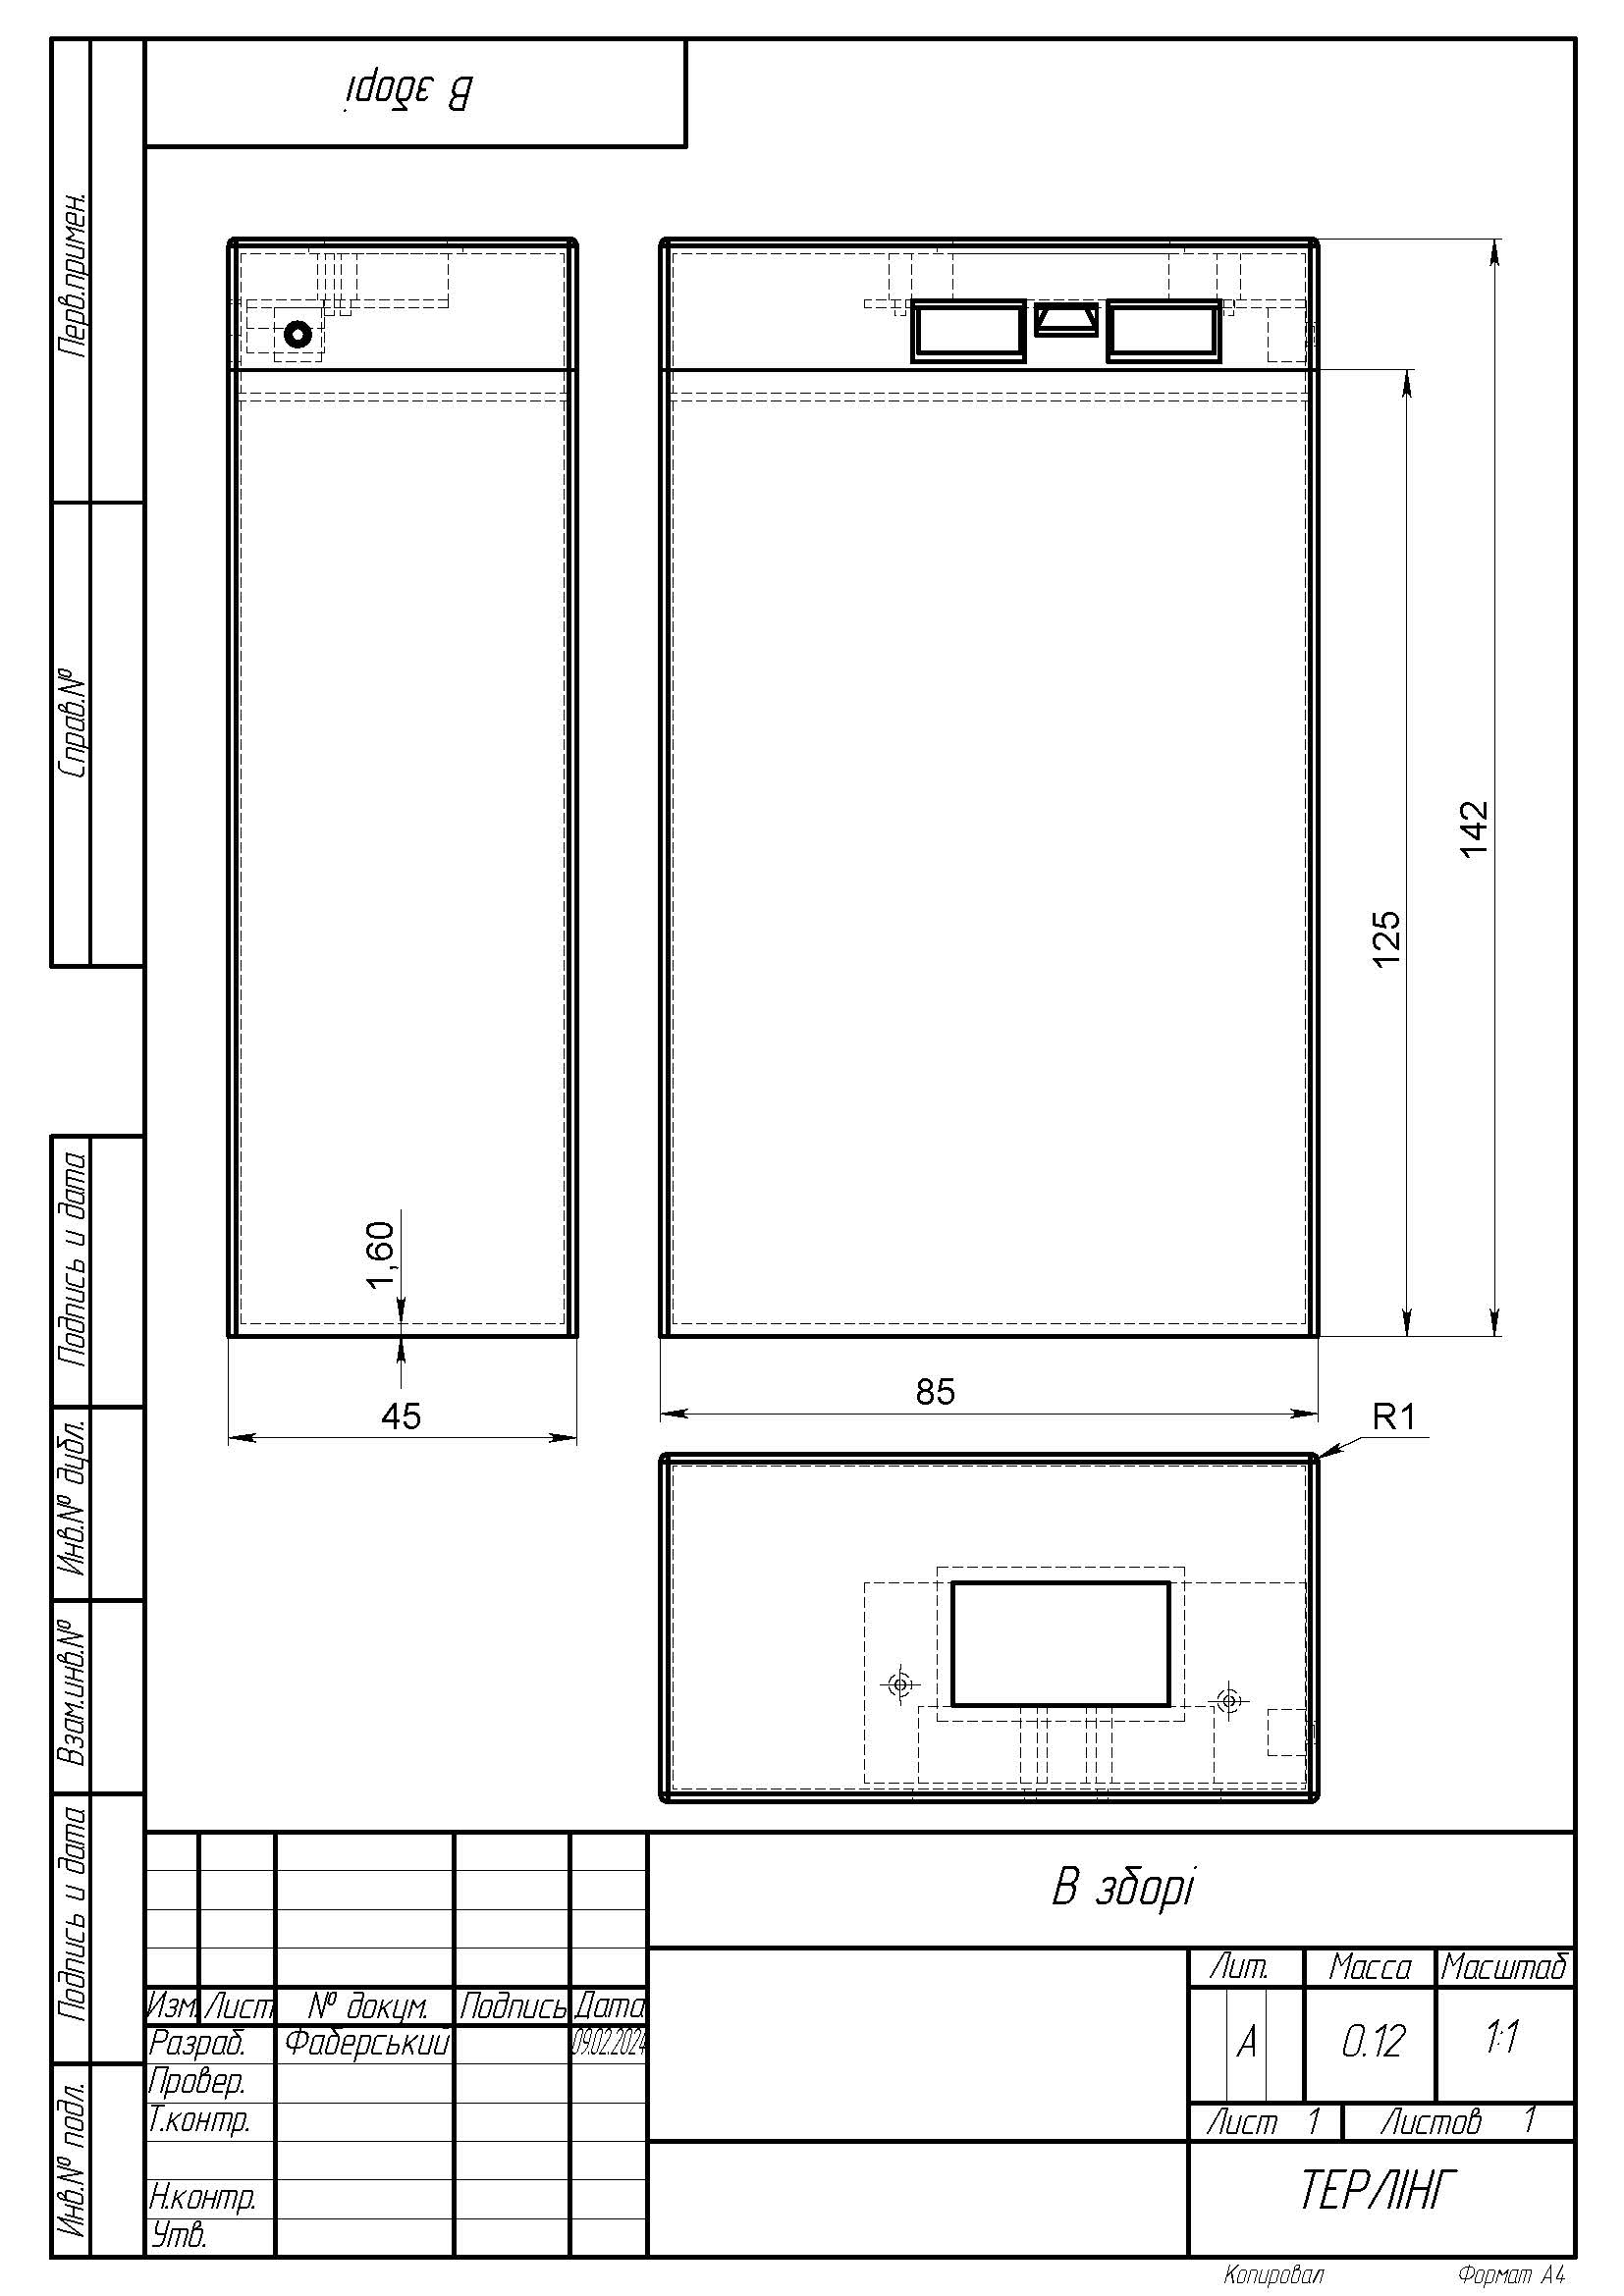 В зборі
Перв.примен.
Справ.№
142
125
1,60
45
85
R1
Подпись и дата
Инв.№ дубл.
Взам.инв.№
Подпись и дата
Инв.№ подл.
В зборі
Лит. Масса Масштаб
Изм. Лист № докум. Подпись Дата
Разраб. Фаберський 09.02.2024
А 0.12 1:1
Провер.
Т.контр.
Лист 1 Листов 1
Н.контр.
Утв.
ТЕРЛІНГ
Копировал Формат А4